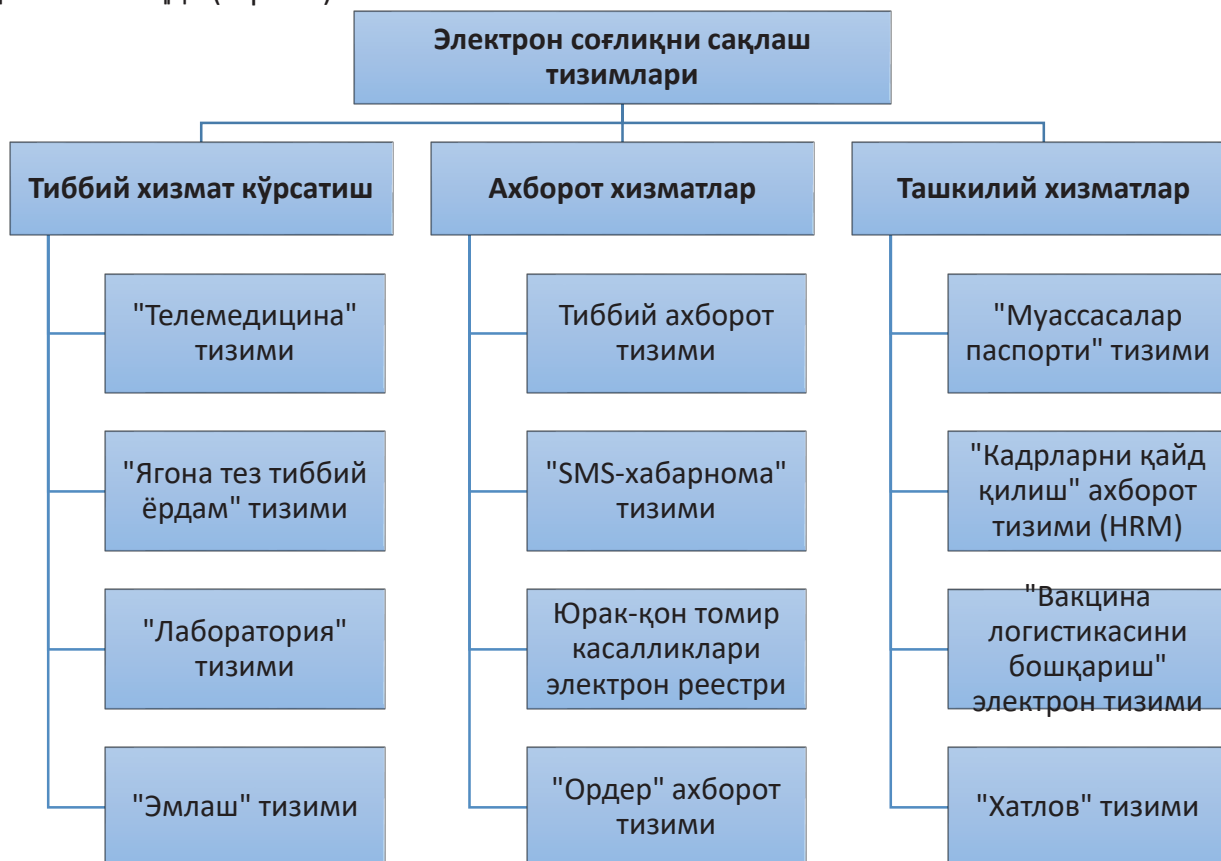 Электрон соғлиқни сақлаш
тизимлари
Тиббий хизмат кўрсатиш
"Телемедицина"
тизими
"Ягона тез тиббий
ёрдам" тизими
"Лаборатория"
тизими
"Эмлаш" тизими
Ахборот хизматлар
Тиббий ахборот
тизими
"SMS-хабарнома"
тизими
Юрак-қон томир
касалликлари
электрон реестри
"Ордер" ахборот
тизими
Ташкилий хизматлар
"Муассасалар
паспорти" тизими
"Кадрларни қайд
қилиш" ахборот
тизими (HRM)
"Вакцина
логистикасини
бошқариш"
электрон тизими
"Хатлов" тизими